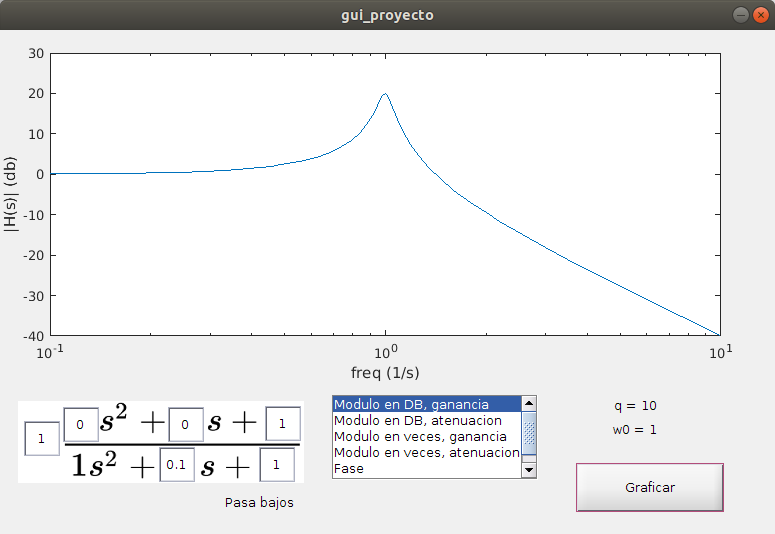 gui_proyecto
30
20
10
0
-10
-20
-30
-40
|H(s)| (db)
10^-1
10^0
10^1
freq (1/s)
1
0 s^2 + 0 s + 1
1s^2 + 0.1 s + 1
Pasa bajos
Modulo en DB, ganancia
Modulo en DB, atenuacion
Modulo en veces, ganancia
Modulo en veces, atenuacion
Fase
q = 10
w0 = 1
Graficar